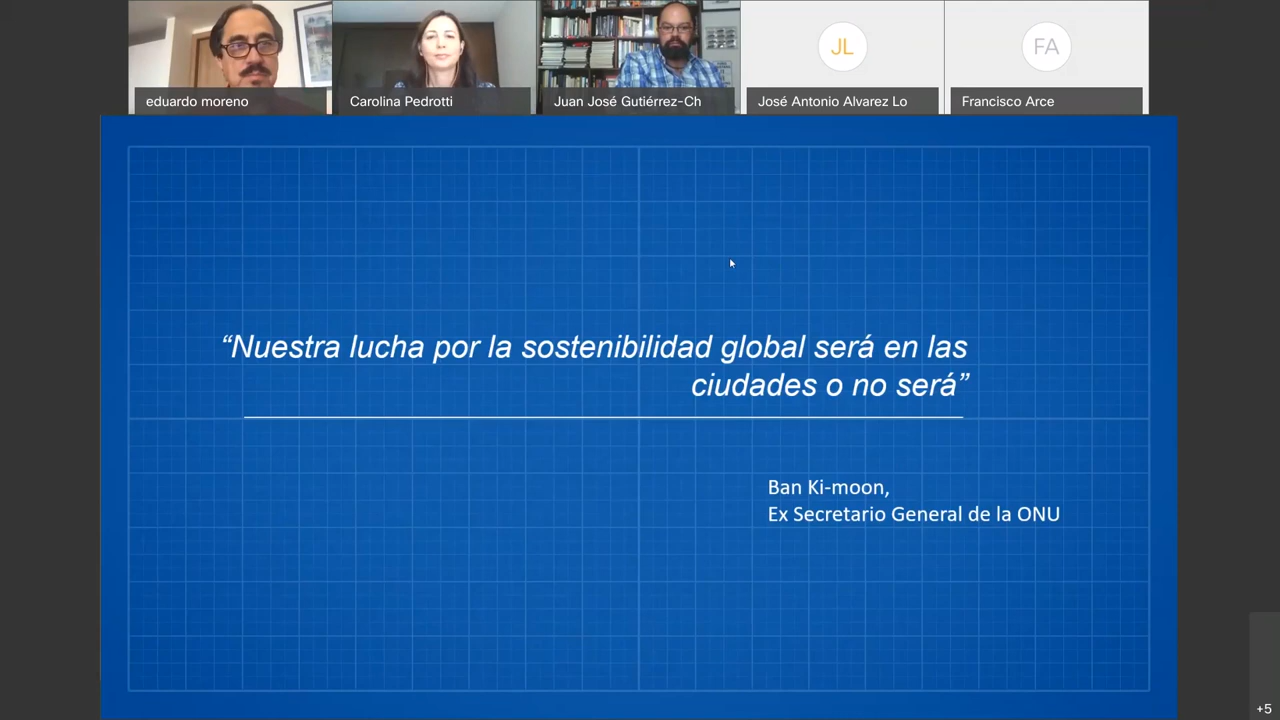 eduardo moreno
Carolina Pedrotti
Juan José Gutiérrez-Ch
JL
José Antonio Alvarez Lo
FA
Francisco Arce
“Nuestra lucha por la sostenibilidad global será en las
ciudades o no será”
Ban Ki-moon,
Ex Secretario General de la ONU
+5